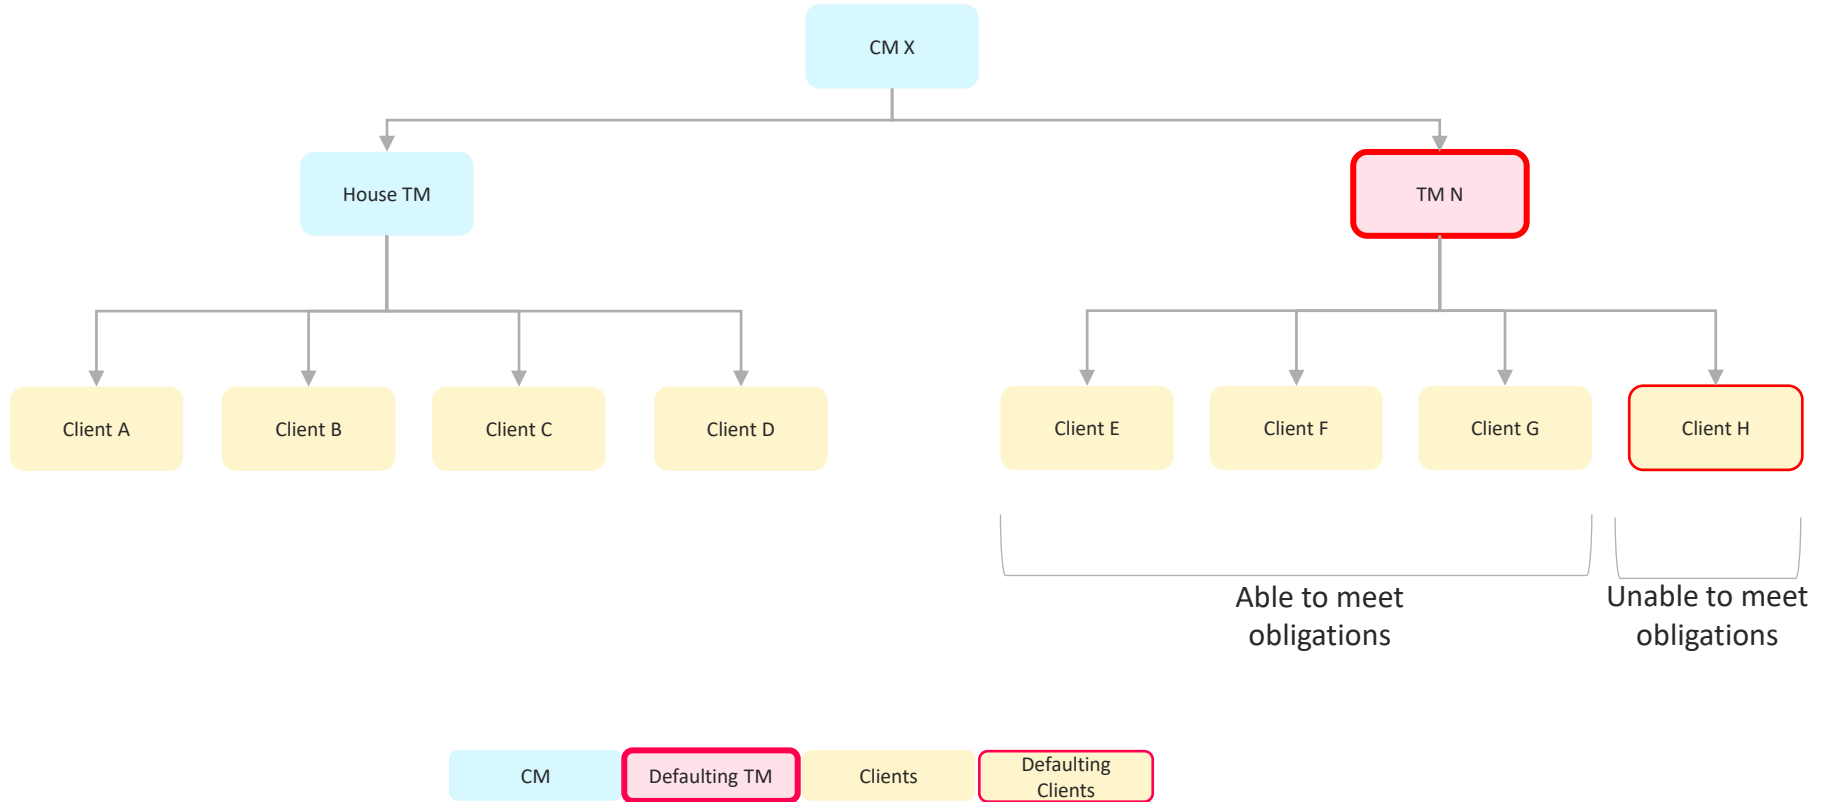 CM X
House TM
TM N
Client A
Client B
Client C
Client D
Client E
Client F
Client G
Client H
Able to meet
obligations
Unable to meet
obligations
CM
Defaulting TM
Clients
Defaulting
Clients